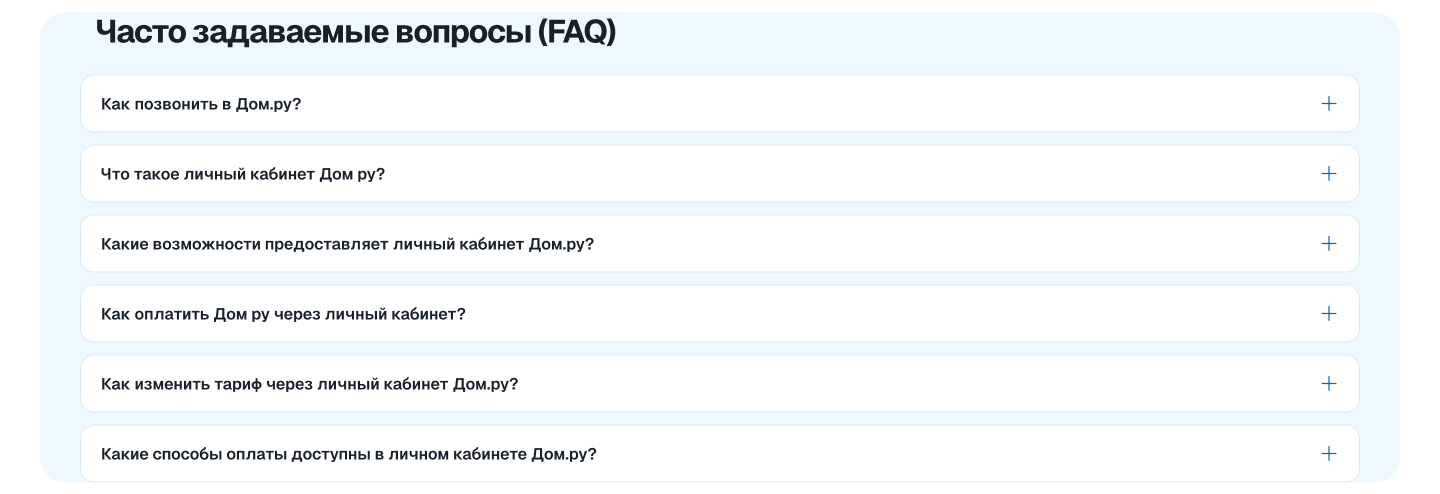 Часто задаваемые вопросы (FAQ)
Как позвонить в Дом.ру?
Что такое личный кабинет Дом ру?
Какие возможности предоставляет личный кабинет Дом.ру?
Как оплатить Дом ру через личный кабинет?
Как изменить тариф через личный кабинет Дом.ру?
Какие способы оплаты доступны в личном кабинете Дом.ру?